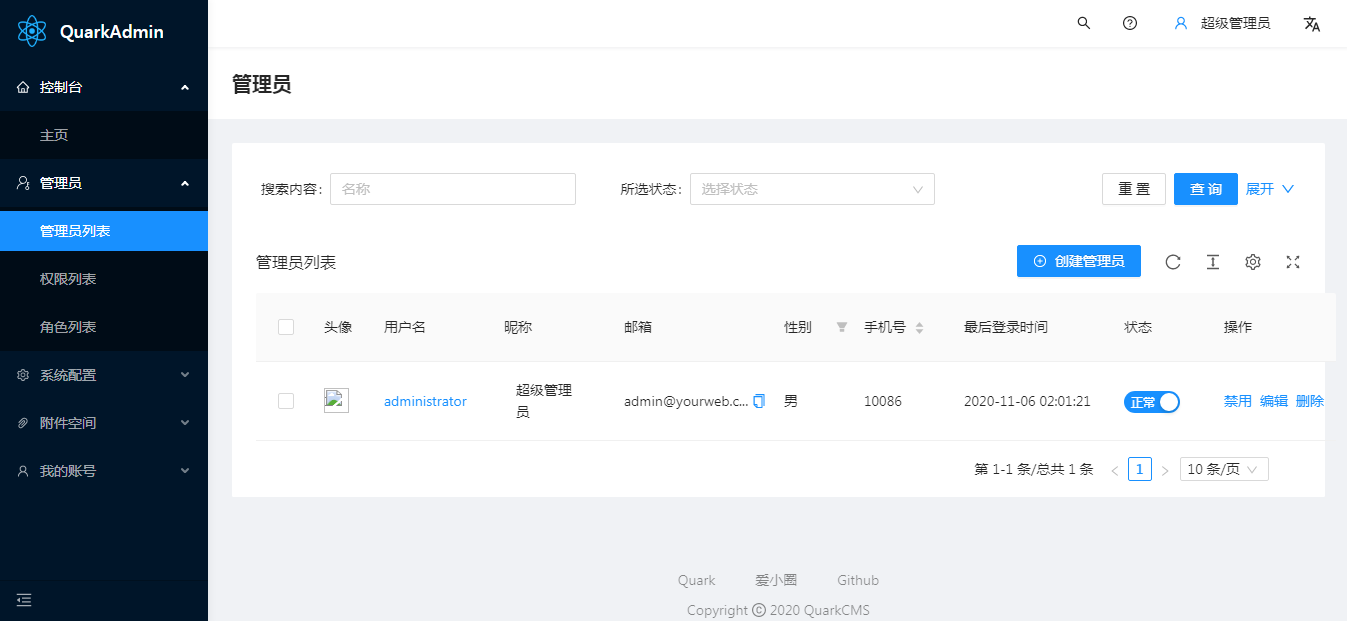 QuarkAdmin
超级管理员
控制台
主页
管理员
管理员列表
权限列表
角色列表
系统配置
附件空间
我的账号
管理员
搜索内容: 名称 所选状态: 选择状态 重 置 查 询 展开
管理员列表 创建管理员
头像 用户名 昵称 邮箱 性别 手机号 最后登录时间 状态 操作
administrator 超级管理员 admin@yourweb.c... 男 10086 2020-11-06 02:01:21 正常 禁用 编辑 删除
第 1-1 条/总共 1 条 < 1 > 10 条/页
Quark 爱小圈 Github
Copyright © 2020 QuarkCMS